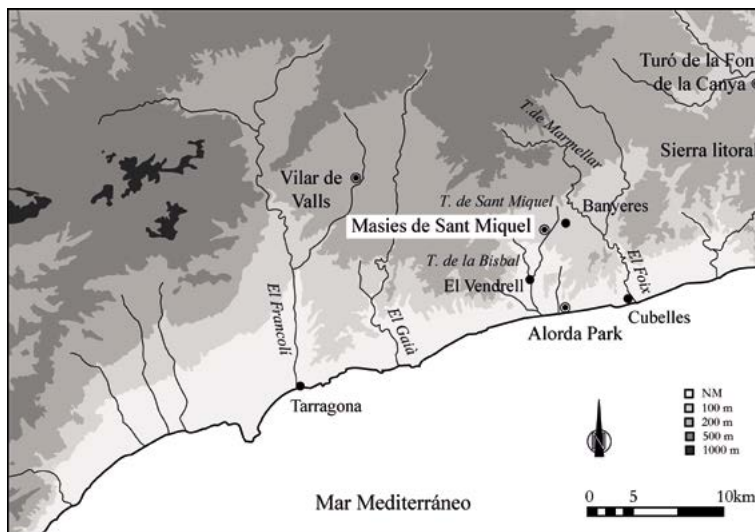 Turó de la Fon
de la Canya
T. de Marmellar
Sierra litoral
Vilar de
Valls
T. de Sant Miquel
Banyeres
Masies de Sant Miquel
T. de la Bisbal
El Vendrell
El Foix
El Francolí
El Gaià
Cubelles
Alorda Park
Tarragona
NM
100 m
200 m
500 m
1000 m
N
Mar Mediterráneo
0 5 10km